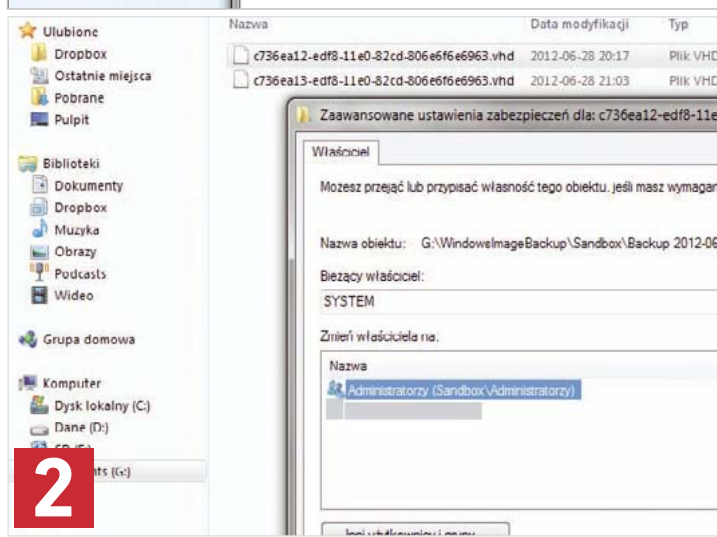 Ulubione
Dropbox
Ostatnie miejsca
Pobrane
Pulpit
Biblioteki
Dokumenty
Dropbox
Muzyka
Obrazy
Podcasts
Wideo
Grupa domowa
Komputer
Dysk lokalny (C:)
Dane (D:)
nts (G:)
2
Nazwa Data modyfikacji Typ
c736ea12-edf8-11e0-82cd-806e6f6e6963.vhd 2012-06-28 20:17 Plik VHD
c736ea13-edf8-11e0-82cd-806e6f6e6963.vhd 2012-06-28 21:03 Plik VHD
Zaawansowane ustawienia zabezpieczeń dla: c736ea12-edf8-11e
Właściciel
Możesz przejąć lub przypisać własność tego obiektu, jeśli masz wymagan
Nazwa obiektu: G:\WindowsImageBackup\Sandbox\Backup 2012-06
Bieżący właściciel:
SYSTEM
Zmień właściciela na:
Nazwa
Administratorzy (Sandbox\Administratorzy)